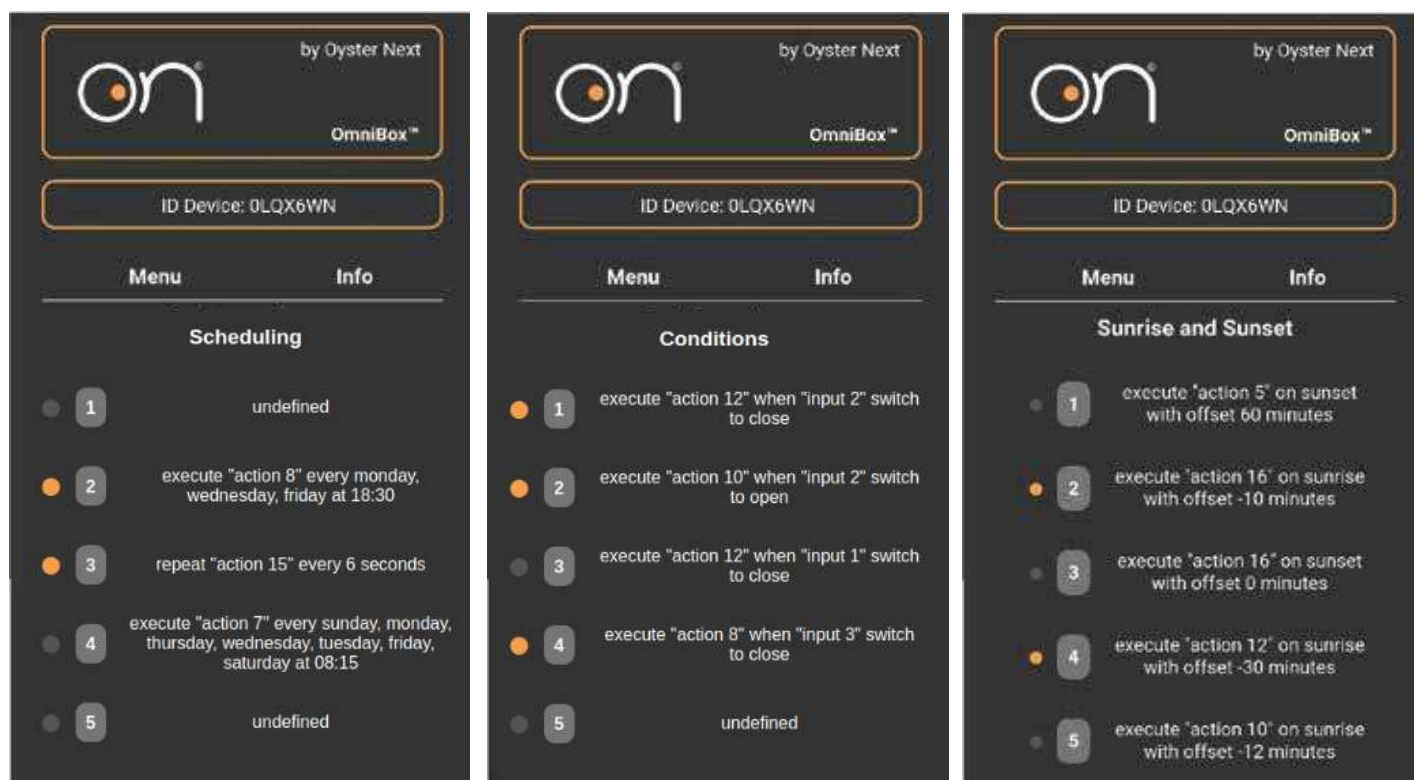 by Oyster Next
on
OmniBox™
ID Device: 0LQX6WN
Menu Info
Scheduling
1 undefined
2 execute "action 8" every monday,
wednesday, friday at 18:30
3 repeat "action 15" every 6 seconds
4 execute "action 7" every sunday, monday,
thursday, wednesday, tuesday, friday,
saturday at 08:15
5 undefined
by Oyster Next
on
OmniBox™
ID Device: 0LQX6WN
Menu Info
Conditions
1 execute "action 12" when "input 2" switch
to close
2 execute "action 10" when "input 2" switch
to open
3 execute "action 12" when "input 1" switch
to close
4 execute "action 8" when "input 3" switch
to close
5 undefined
by Oyster Next
on
OmniBox™
ID Device: 0LQX6WN
Menu Info
Sunrise and Sunset
1 execute "action 5" on sunset
with offset 60 minutes
2 execute "action 16" on sunrise
with offset -10 minutes
3 execute "action 16" on sunset
with offset 0 minutes
4 execute "action 12" on sunrise
with offset -30 minutes
5 execute "action 10" on sunrise
with offset -12 minutes